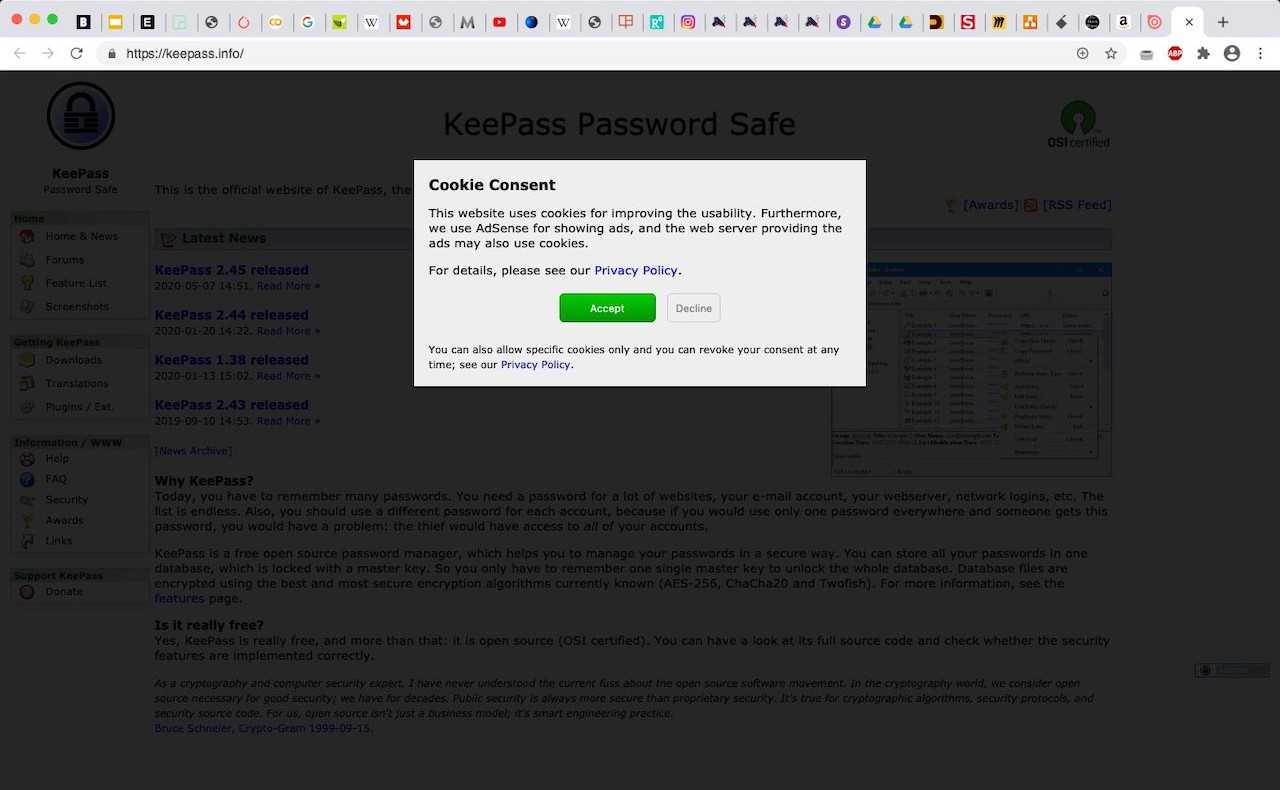 https://keepass.info/
ABP
KeePass Password Safe
OSI certified
KeePass
Password Safe
This is the official website of KeePass, the
[Awards] [RSS Feed]
Home
Home & News
Forums
Feature List
Screenshots
Getting KeePass
Downloads
Translations
Plugins / Ext.
Information / WWW
Help
FAQ
Security
Awards
Links
Support KeePass
Donate
Latest News
KeePass 2.45 released
2020-05-07 14:51. Read More »
KeePass 2.44 released
2020-01-20 14:22. Read More »
KeePass 1.38 released
2020-01-13 15:02. Read More »
KeePass 2.43 released
2019-09-10 14:53. Read More »
[News Archive]
Cookie Consent
This website uses cookies for improving the usability. Furthermore,
we use AdSense for showing ads, and the web server providing the
ads may also use cookies.
For details, please see our Privacy Policy.
Accept Decline
You can also allow specific cookies only and you can revoke your consent at any
time; see our Privacy Policy.
Why KeePass?
Today, you have to remember many passwords. You need a password for a lot of websites, your e-mail account, your webserver, network logins, etc. The
list is endless. Also, you should use a different password for each account, because if you would use only one password everywhere and someone gets this
password, you would have a problem: the thief would have access to all of your accounts.
KeePass is a free open source password manager, which helps you to manage your passwords in a secure way. You can store all your passwords in one
database, which is locked with a master key. So you only have to remember one single master key to unlock the whole database. Database files are
encrypted using the best and most secure encryption algorithms currently known (AES-256, ChaCha20 and Twofish). For more information, see the
features page.
Is it really free?
Yes, KeePass is really free, and more than that: it is open source (OSI certified). You can have a look at its full source code and check whether the security
features are implemented correctly.
As a cryptography and computer security expert, I have never understood the current fuss about the open source software movement. In the cryptography world, we consider open
source necessary for good security; we have for decades. Public security is always more secure than proprietary security. It's true for cryptographic algorithms, security protocols, and
security source code. For us, open source isn't just a business model; it's smart engineering practice.
Bruce Schneier, Crypto-Gram 1999-09-15.